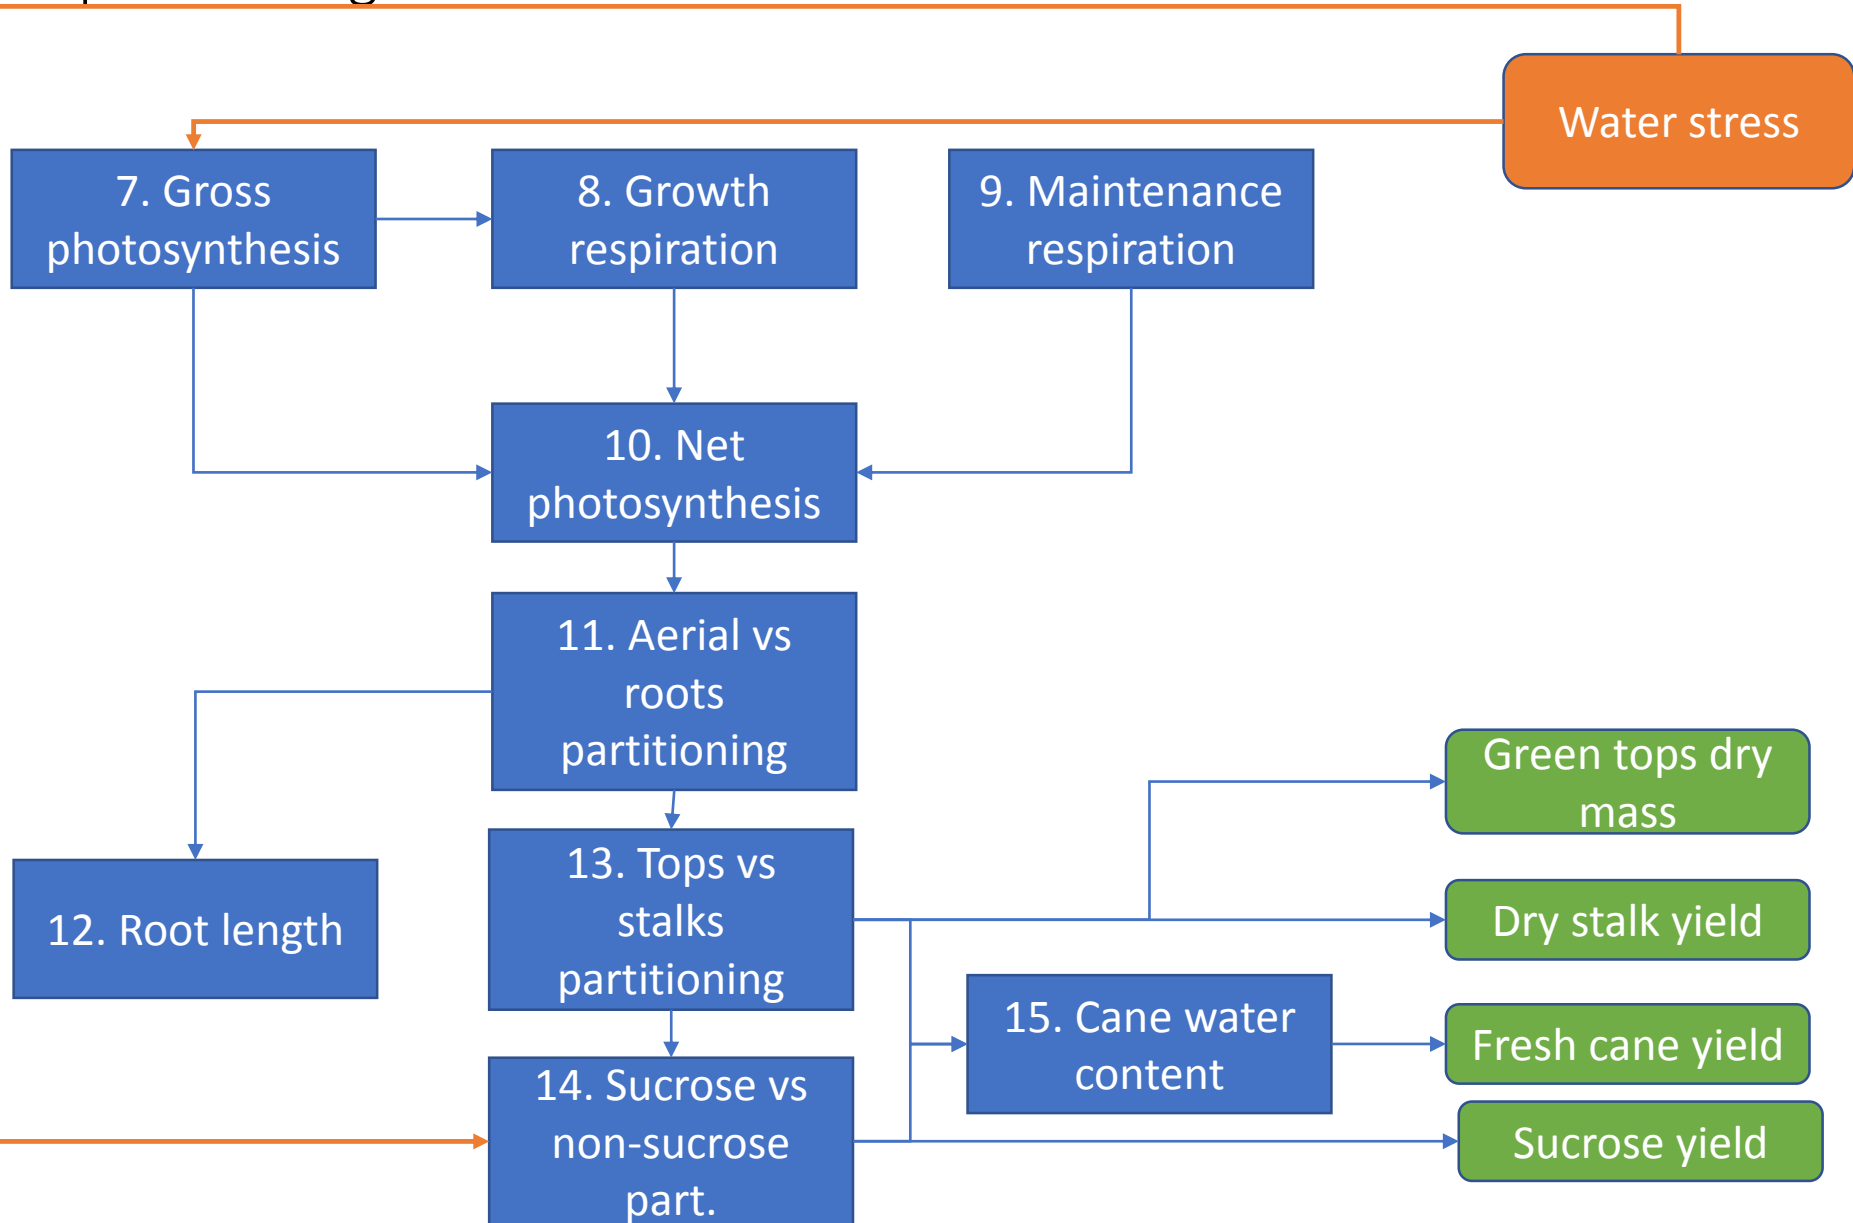 Water stress
7. Gross
photosynthesis
8. Growth
respiration
9. Maintenance
respiration
10. Net
photosynthesis
11. Aerial vs
roots
partitioning
Green tops dry
mass
12. Root length
13. Tops vs
stalks
partitioning
Dry stalk yield
15. Cane water
content
Fresh cane yield
14. Sucrose vs
non-sucrose
part.
Sucrose yield